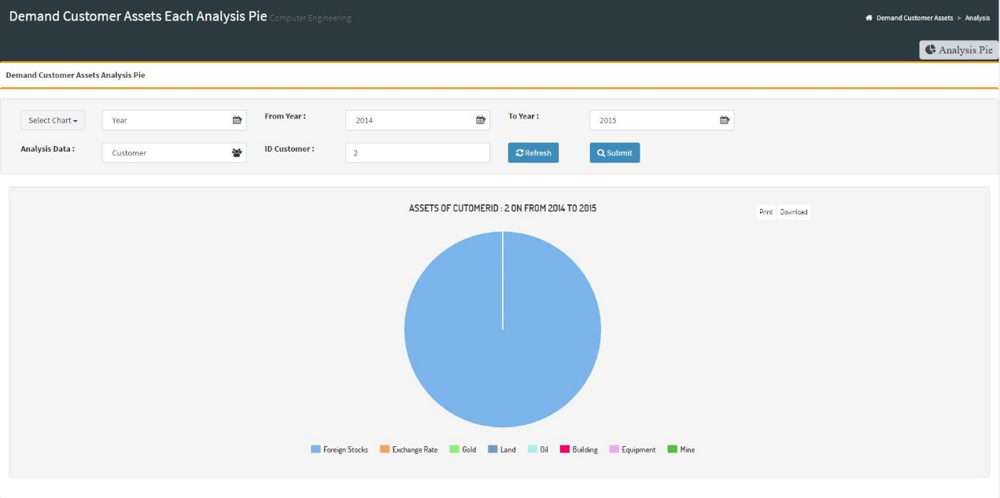 Demand Customer Assets Each Analysis Pie Computer Engineering
Demand Customer Assets > Analysis
Analysis Pie
Demand Customer Assets Analysis Pie
Select Chart Year From Year : 2014 To Year : 2015
Analysis Data : Customer ID Customer : 2 Refresh Submit
ASSETS OF CUTOMERID : 2 ON FROM 2014 TO 2015
Print Download
Foreign Stocks Exchange Rate Gold Land Oil Building Equipment Mine